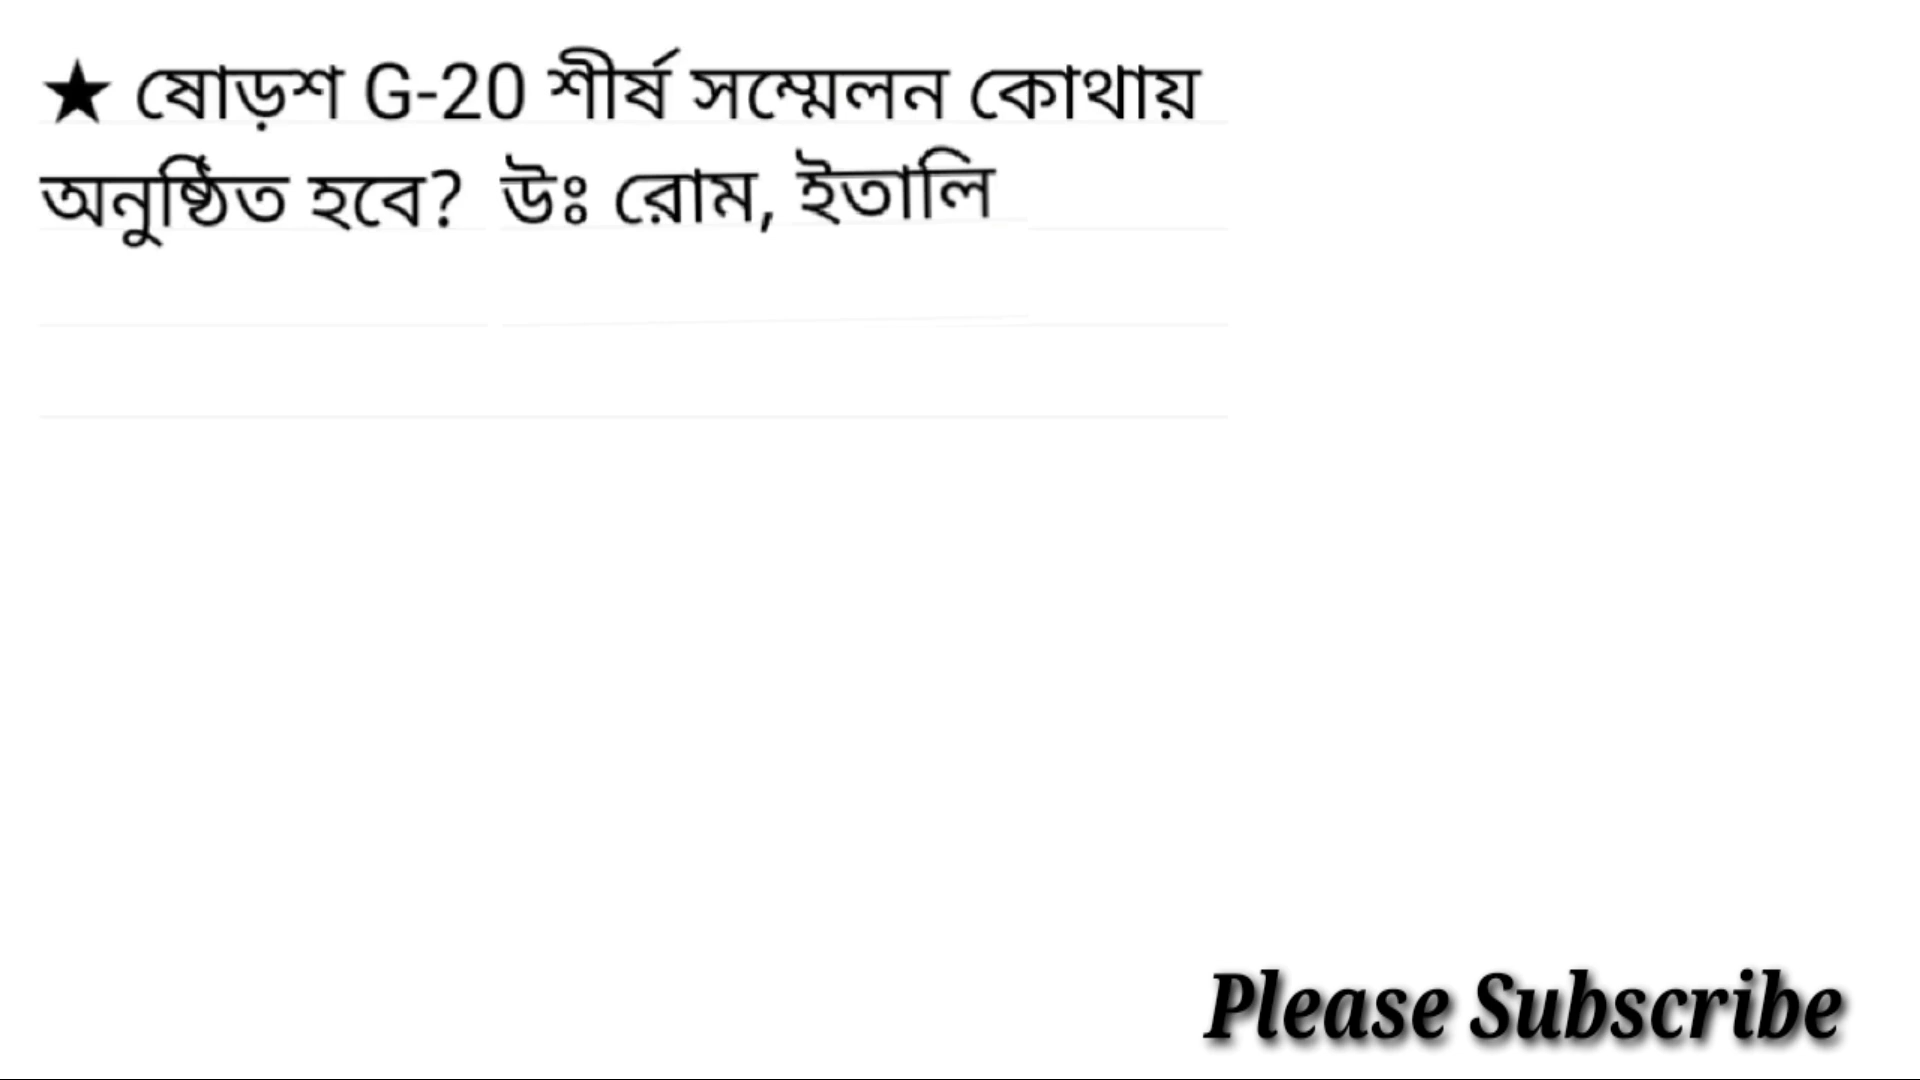 ★ ষোড়শ G-20 শীর্ষ সম্মেলন কোথায়
অনুষ্ঠিত হবে? উঃ রোম, ইতালি
Please Subscribe